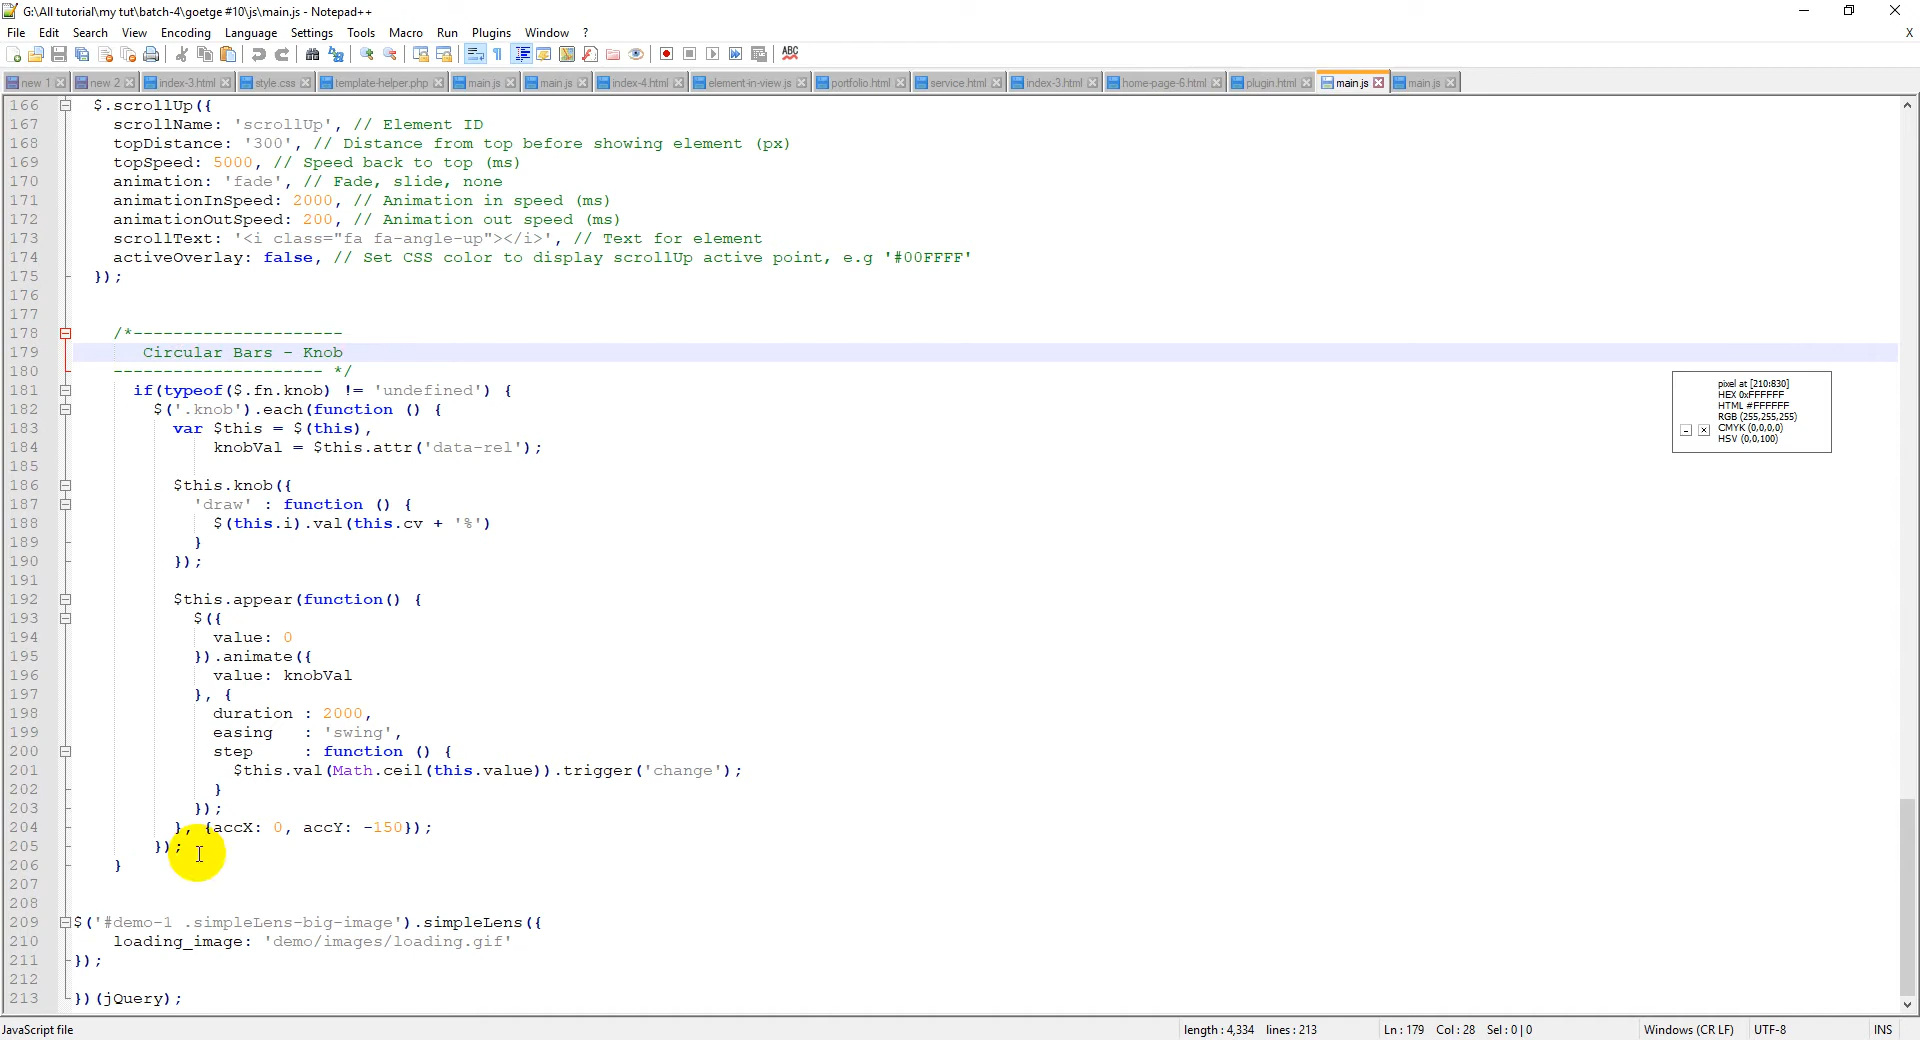 G:\All tutorial\my tut\batch-4\goetge #10\js\main.js - Notepad++
File Edit Search View Encoding Language Settings Tools Macro Run Plugins Window ? X
new 1 new 2 index-3.html style.css template-helper.php main.js main.js index-4.html element-in-view.js portfolio.html service.html index-3.html home-page-6.html plugin.html main.js main.js
166 $.scrollUp({
167 scrollName: 'scrollUp', // Element ID
168 topDistance: '300', // Distance from top before showing element (px)
169 topSpeed: 5000, // Speed back to top (ms)
170 animation: 'fade', // Fade, slide, none
171 animationInSpeed: 2000, // Animation in speed (ms)
172 animationOutSpeed: 200, // Animation out speed (ms)
173 scrollText: '<i class="fa fa-angle-up"></i>', // Text for element
174 activeOverlay: false, // Set CSS color to display scrollUp active point, e.g '#00FFFF'
175 });
176
177
178 /*---------------------
179 Circular Bars - Knob
180 --------------------- */
181 if(typeof($.fn.knob) != 'undefined') {
182 $('.knob').each(function () {
183 var $this = $(this),
184 knobVal = $this.attr('data-rel');
185
186 $this.knob({
187 'draw' : function () {
188 $(this.i).val(this.cv + '%')
189 }
190 });
191
192 $this.appear(function() {
193 $({
194 value: 0
195 }).animate({
196 value: knobVal
197 }, {
198 duration : 2000,
199 easing : 'swing',
200 step : function () {
201 $this.val(Math.ceil(this.value)).trigger('change');
202 }
203 });
204 }, {accX: 0, accY: -150});
205 });
206 }
207
208
209 $('#demo-1 .simpleLens-big-image').simpleLens({
210 loading_image: 'demo/images/loading.gif'
211 });
212
213 })(jQuery);
pixel at [210:830]
HEX 0xFFFFFF
HTML #FFFFFF
RGB (255,255,255)
CMYK (0,0,0,0)
HSV (0,0,100)
JavaScript file length : 4,334 lines : 213 Ln : 179 Col : 28 Sel : 0 | 0 Windows (CR LF) UTF-8 INS